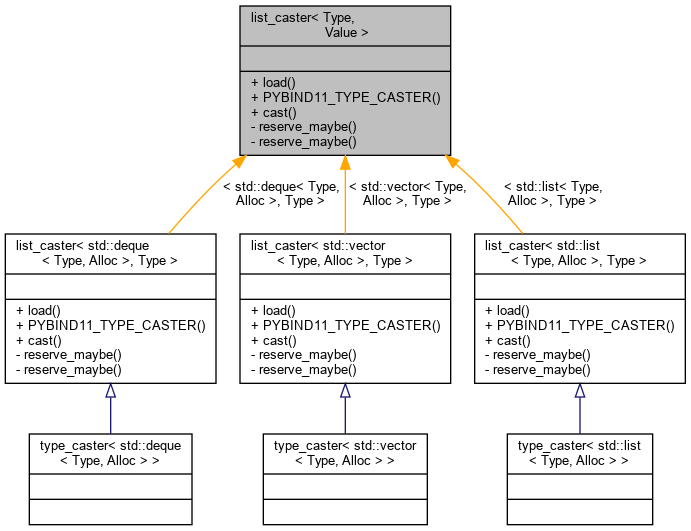 list_caster< Type,
Value >
+ load()
+ PYBIND11_TYPE_CASTER()
+ cast()
- reserve_maybe()
- reserve_maybe()
< std::deque< Type,
Alloc >, Type >
< std::vector< Type,
Alloc >, Type >
< std::list< Type,
Alloc >, Type >
list_caster< std::deque
< Type, Alloc >, Type >
+ load()
+ PYBIND11_TYPE_CASTER()
+ cast()
- reserve_maybe()
- reserve_maybe()
list_caster< std::vector
< Type, Alloc >, Type >
+ load()
+ PYBIND11_TYPE_CASTER()
+ cast()
- reserve_maybe()
- reserve_maybe()
list_caster< std::list
< Type, Alloc >, Type >
+ load()
+ PYBIND11_TYPE_CASTER()
+ cast()
- reserve_maybe()
- reserve_maybe()
type_caster< std::deque
< Type, Alloc > >
type_caster< std::vector
< Type, Alloc > >
type_caster< std::list
< Type, Alloc > >